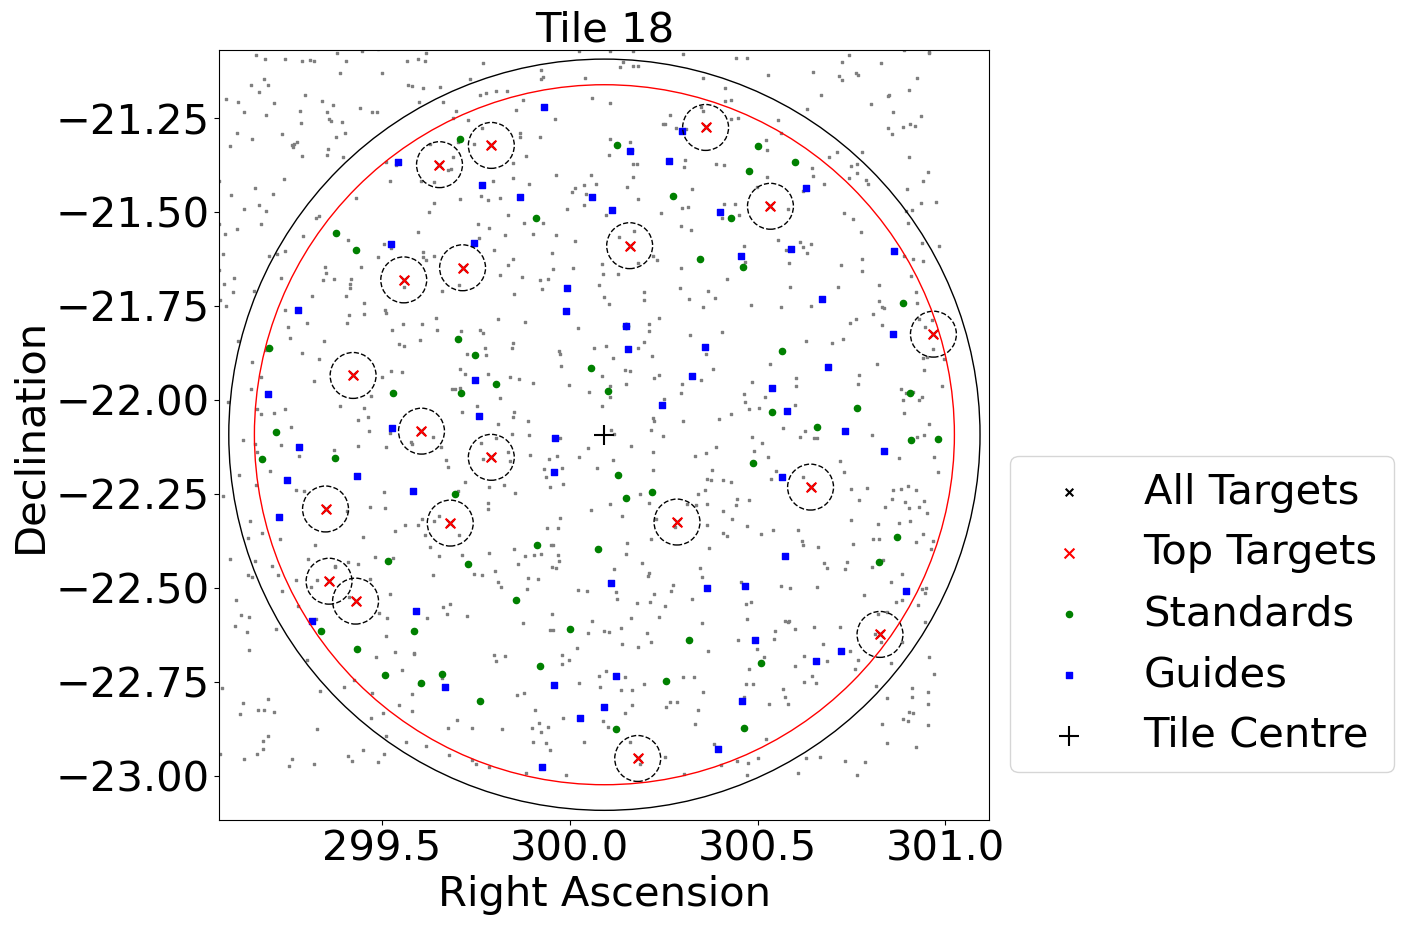 Tile 18
Declination
−21.25
−21.50
−21.75
−22.00
−22.25
−22.50
−22.75
−23.00
299.5
300.0
300.5
301.0
Right Ascension
All Targets
Top Targets
Standards
Guides
Tile Centre